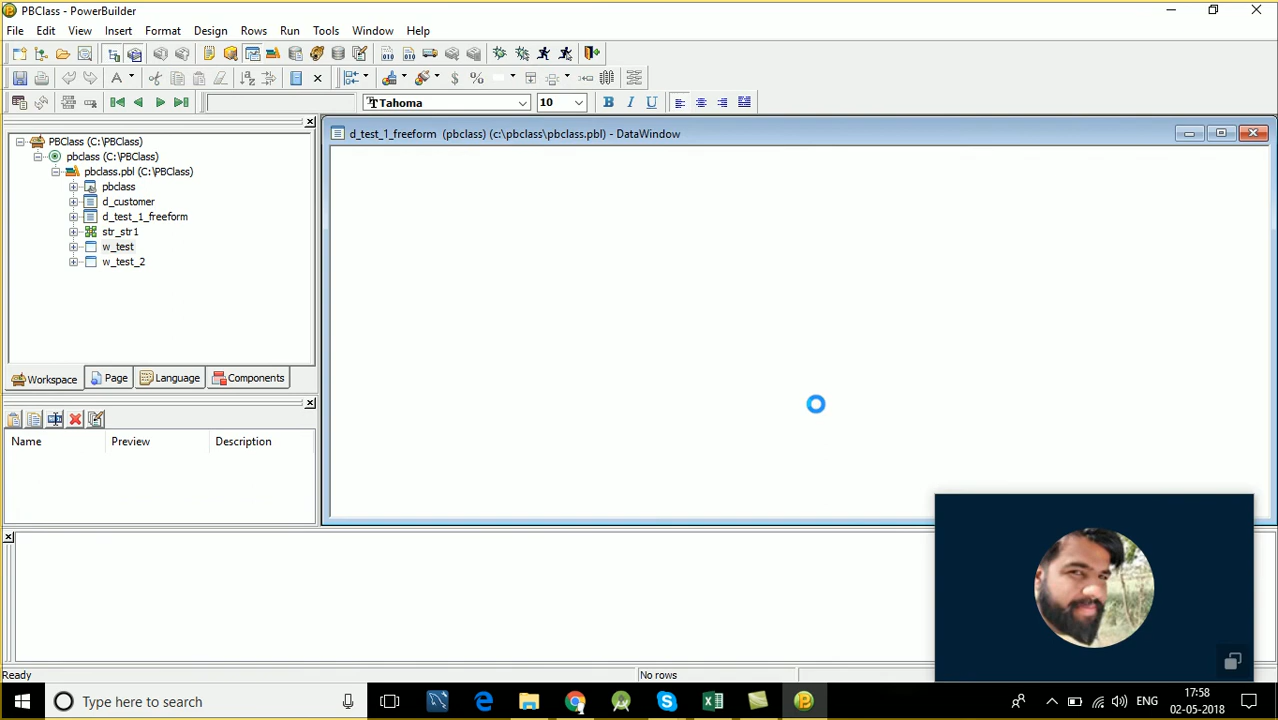 PBClass - PowerBuilder
File Edit View Insert Format Design Rows Run Tools Window Help
A $ %
Tahoma 10 B I U
d_test_1_freeform (pbclass) (c:\pbclass\pbclass.pbl) - DataWindow
PBClass (C:\PBClass)
pbclass (C:\PBClass)
pbclass.pbl (C:\PBClass)
pbclass
d_customer
d_test_1_freeform
str_str1
w_test
w_test_2
Workspace Page Language Components
Name Preview Description
Ready No rows
Type here to search ENG 17:58
02-05-2018